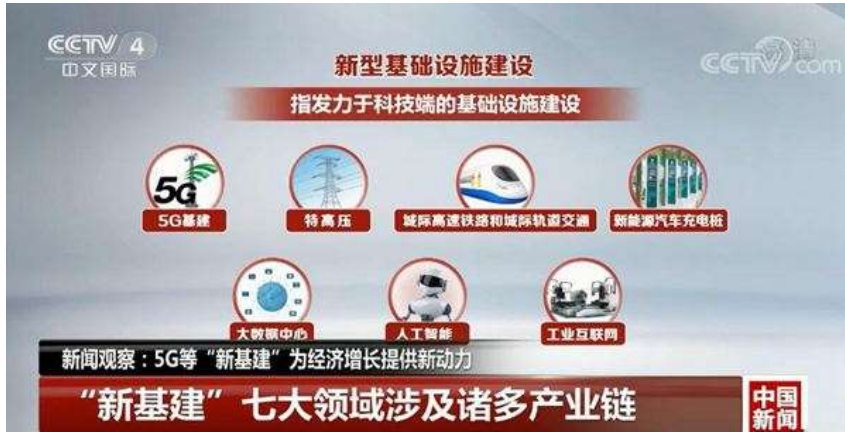 CCTV 4
中文国际
CCTV com
新型基础设施建设
指发力于科技端的基础设施建设
5G
5G基建
特高压
城际高速铁路和城际轨道交通
新能源汽车充电桩
大数据中心
人工智能
工业互联网
新闻观察：5G等“新基建”为经济增长提供新动力
“新基建”七大领域涉及诸多产业链
中国
新闻